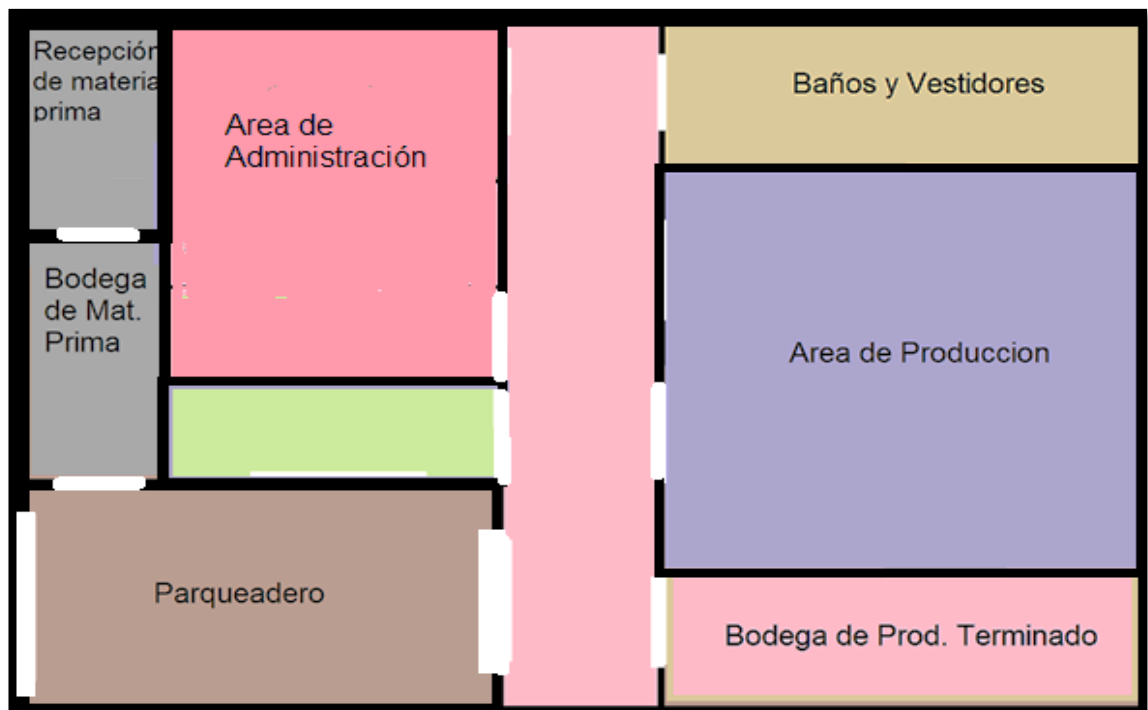 Recepción
de materia
prima
Area de
Administración
Baños y Vestidores
Bodega
de Mat.
Prima
Area de Produccion
Parqueadero
Bodega de Prod. Terminado